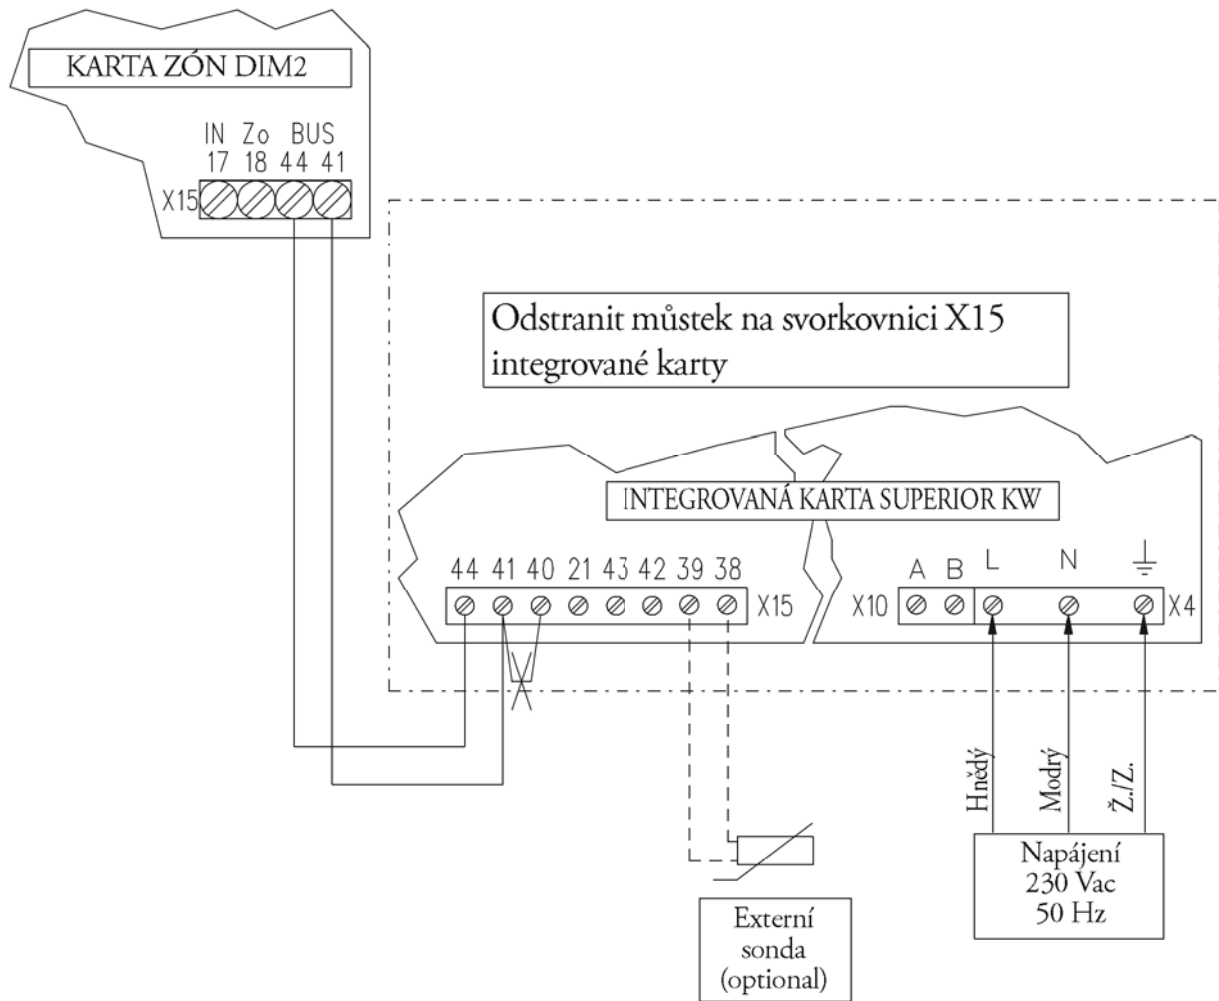 KARTA ZÓN DIM2
IN Zo BUS
17 18 44 41
X15
Odstranit můstek na svorkovnici X15
integrované karty
INTEGROVANÁ KARTA SUPERIOR KW
44 41 40 21 43 42 39 38
X15
A B L N
X10
X4
Hnědý
Modrý
Ž./Z.
Napájení
230 Vac
50 Hz
Externí
sonda
(optional)